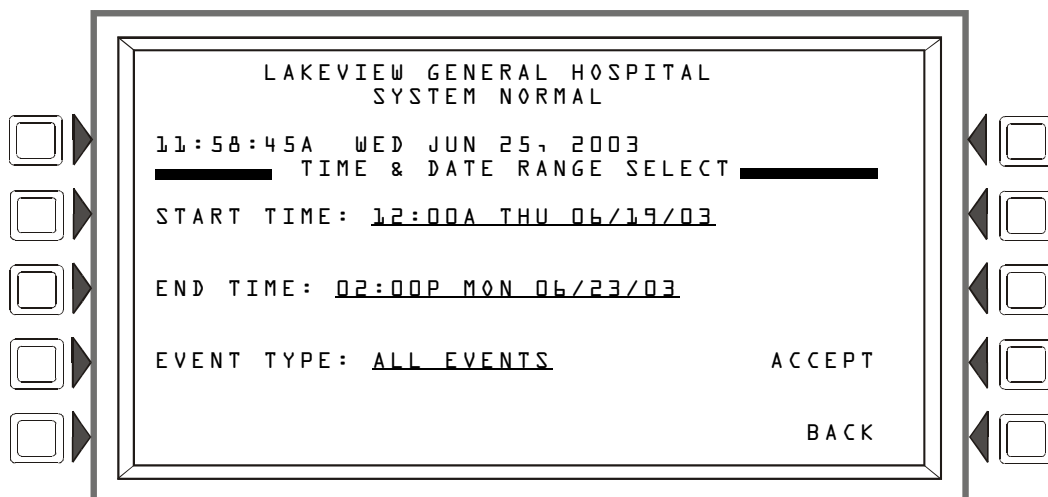 LAKEVIEW GENERAL HOSPITAL
SYSTEM NORMAL
11:58:45A WED JUN 25, 2003
TIME & DATE RANGE SELECT
START TIME: 12:00A THU 06/19/03
END TIME: 02:00P MON 06/23/03
EVENT TYPE: ALL EVENTS ACCEPT
BACK